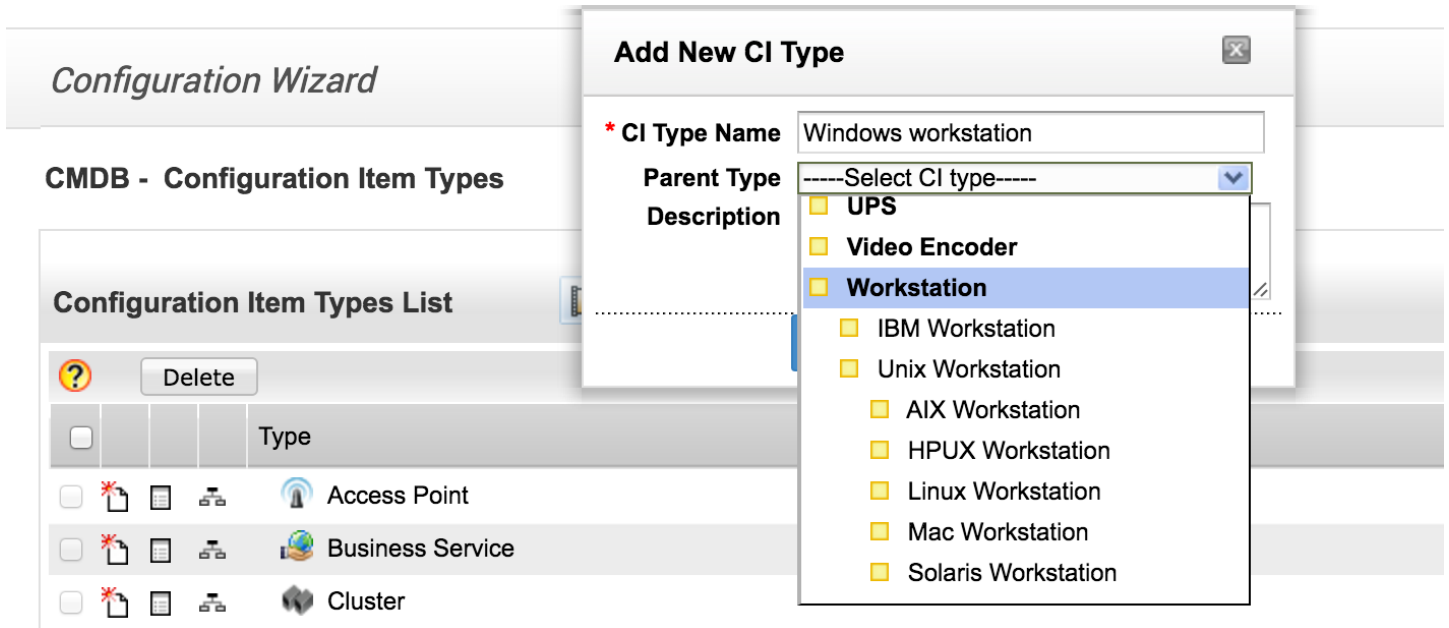 Configuration Wizard
CMDB - Configuration Item Types
Configuration Item Types List
Delete
Type
Access Point
Business Service
Cluster
Add New CI Type
* CI Type Name Windows workstation
Parent Type -----Select CI type-----
Description
UPS
Video Encoder
Workstation
IBM Workstation
Unix Workstation
AIX Workstation
HPUX Workstation
Linux Workstation
Mac Workstation
Solaris Workstation